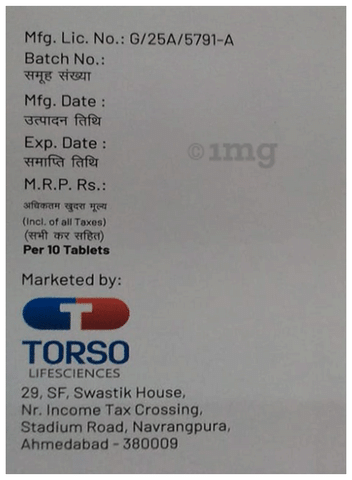 Mfg. Lic. No.: G/25A/5791-A
Batch No.:
समूह संख्या
Mfg. Date :
उत्पादन तिथि
Exp. Date :
समाप्ति तिथि
©1mg
M.R.P. Rs.:
अधिकतम खुदरा मूल्य
(Incl. of all Taxes)
(सभी कर सहित)
Per 10 Tablets
Marketed by:
T
TORSO
LIFESCIENCES
29, SF, Swastik House,
Nr. Income Tax Crossing,
Stadium Road, Navrangpura,
Ahmedabad - 380009